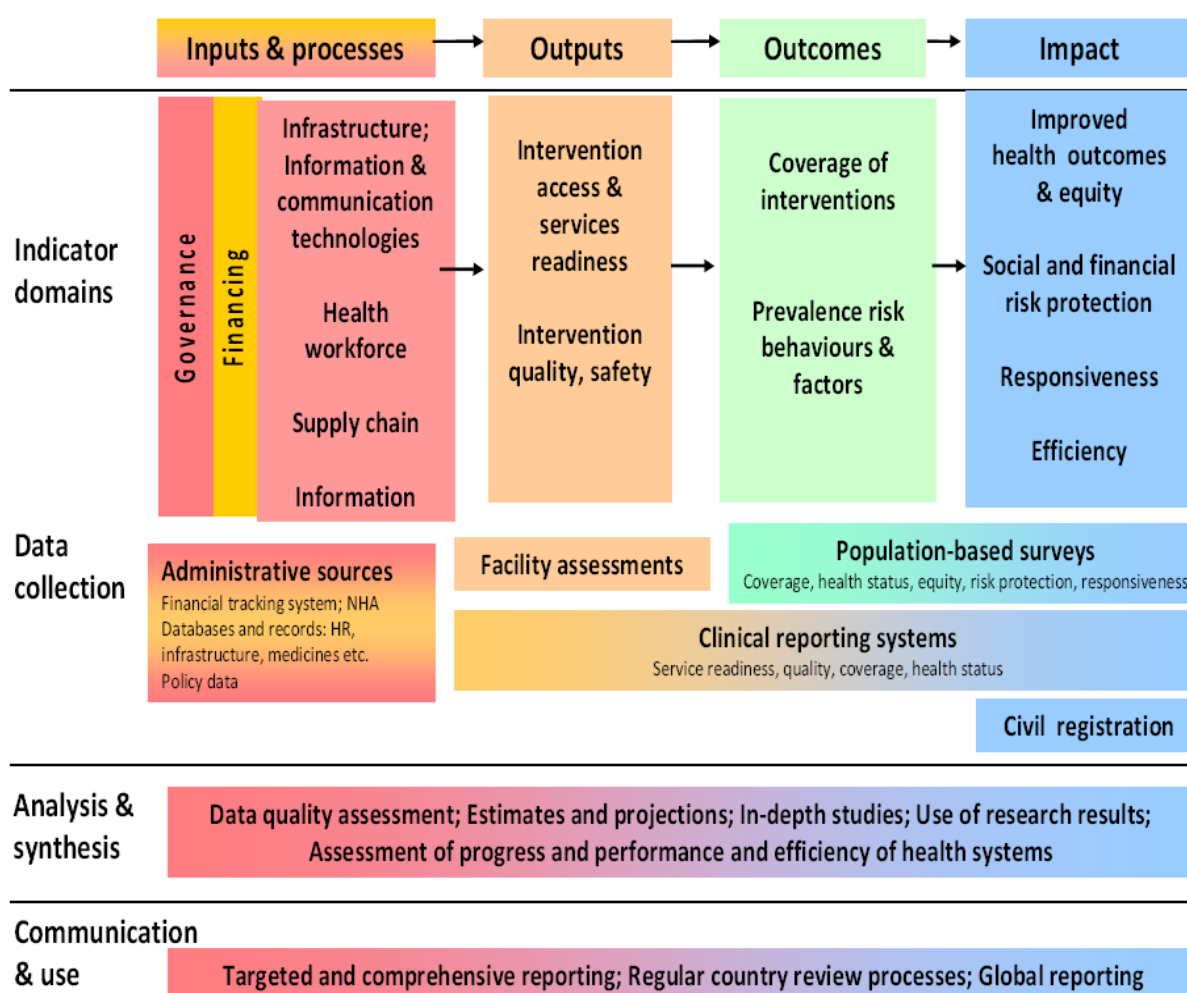 Inputs & processes
Outputs
Outcomes
Impact
Indicator
domains
Governance
Financing
Infrastructure;
Information &
communication
technologies
Health
workforce
Supply chain
Information
Intervention
access &
services
readiness
Intervention
quality, safety
Coverage of
interventions
Prevalence risk
behaviours &
factors
Improved
health outcomes
& equity
Social and financial
risk protection
Responsiveness
Efficiency
Data
collection
Administrative sources
Financial tracking system; NHA
Databases and records: HR,
infrastructure, medicines etc.
Policy data
Facility assessments
Population-based surveys
Coverage, health status, equity, risk protection, responsiveness
Clinical reporting systems
Service readiness, quality, coverage, health status
Civil registration
Analysis &
synthesis
Data quality assessment; Estimates and projections; In-depth studies; Use of research results;
Assessment of progress and performance and efficiency of health systems
Communication
& use
Targeted and comprehensive reporting; Regular country review processes; Global reporting